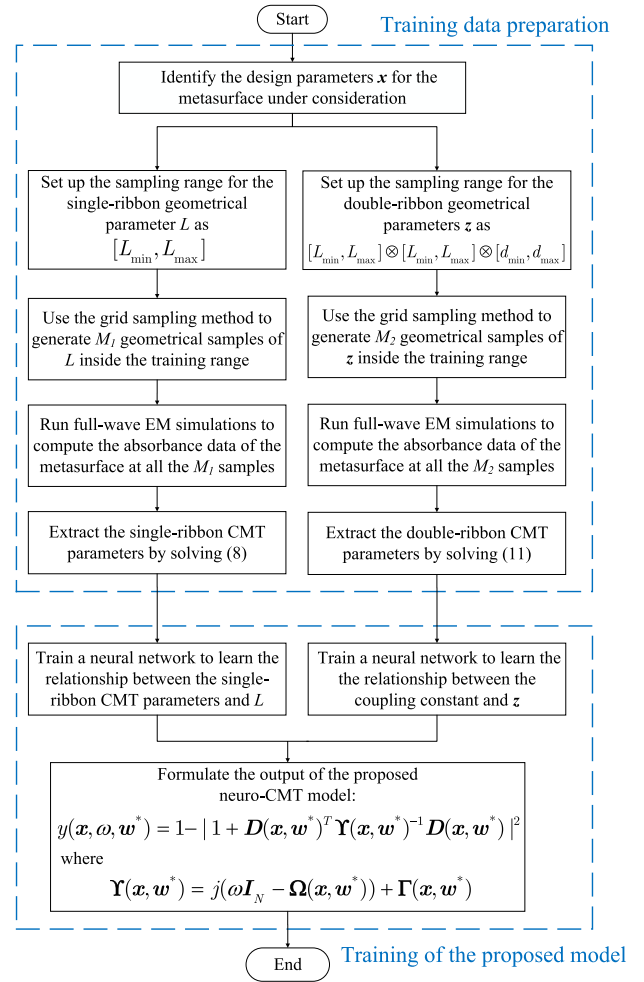 Start
Training data preparation
Identify the design parameters x for the
metasurface under consideration
Set up the sampling range for the
single-ribbon geometrical
parameter L as
[L_min, L_max]
Set up the sampling range for the
double-ribbon geometrical
parameters z as
[L_min, L_max]⊗[L_min, L_max]⊗[d_min, d_max]
Use the grid sampling method to
generate M_1 geometrical samples of
L inside the training range
Use the grid sampling method to
generate M_2 geometrical samples of
z inside the training range
Run full-wave EM simulations to
compute the absorbance data of the
metasurface at all the M_1 samples
Run full-wave EM simulations to
compute the absorbance data of the
metasurface at all the M_2 samples
Extract the single-ribbon CMT
parameters by solving (8)
Extract the double-ribbon CMT
parameters by solving (11)
Train a neural network to learn the
relationship between the single-
ribbon CMT parameters and L
Train a neural network to learn the
the relationship between the
coupling constant and z
Formulate the output of the proposed
neuro-CMT model:
y(x, ω, w*) = 1 − | 1 + D(x, w*)^T Υ(x, w*)^−1 D(x, w*) |^2
where
Υ(x, w*) = j(ωI_N − Ω(x, w*)) + Γ(x, w*)
End
Training of the proposed model